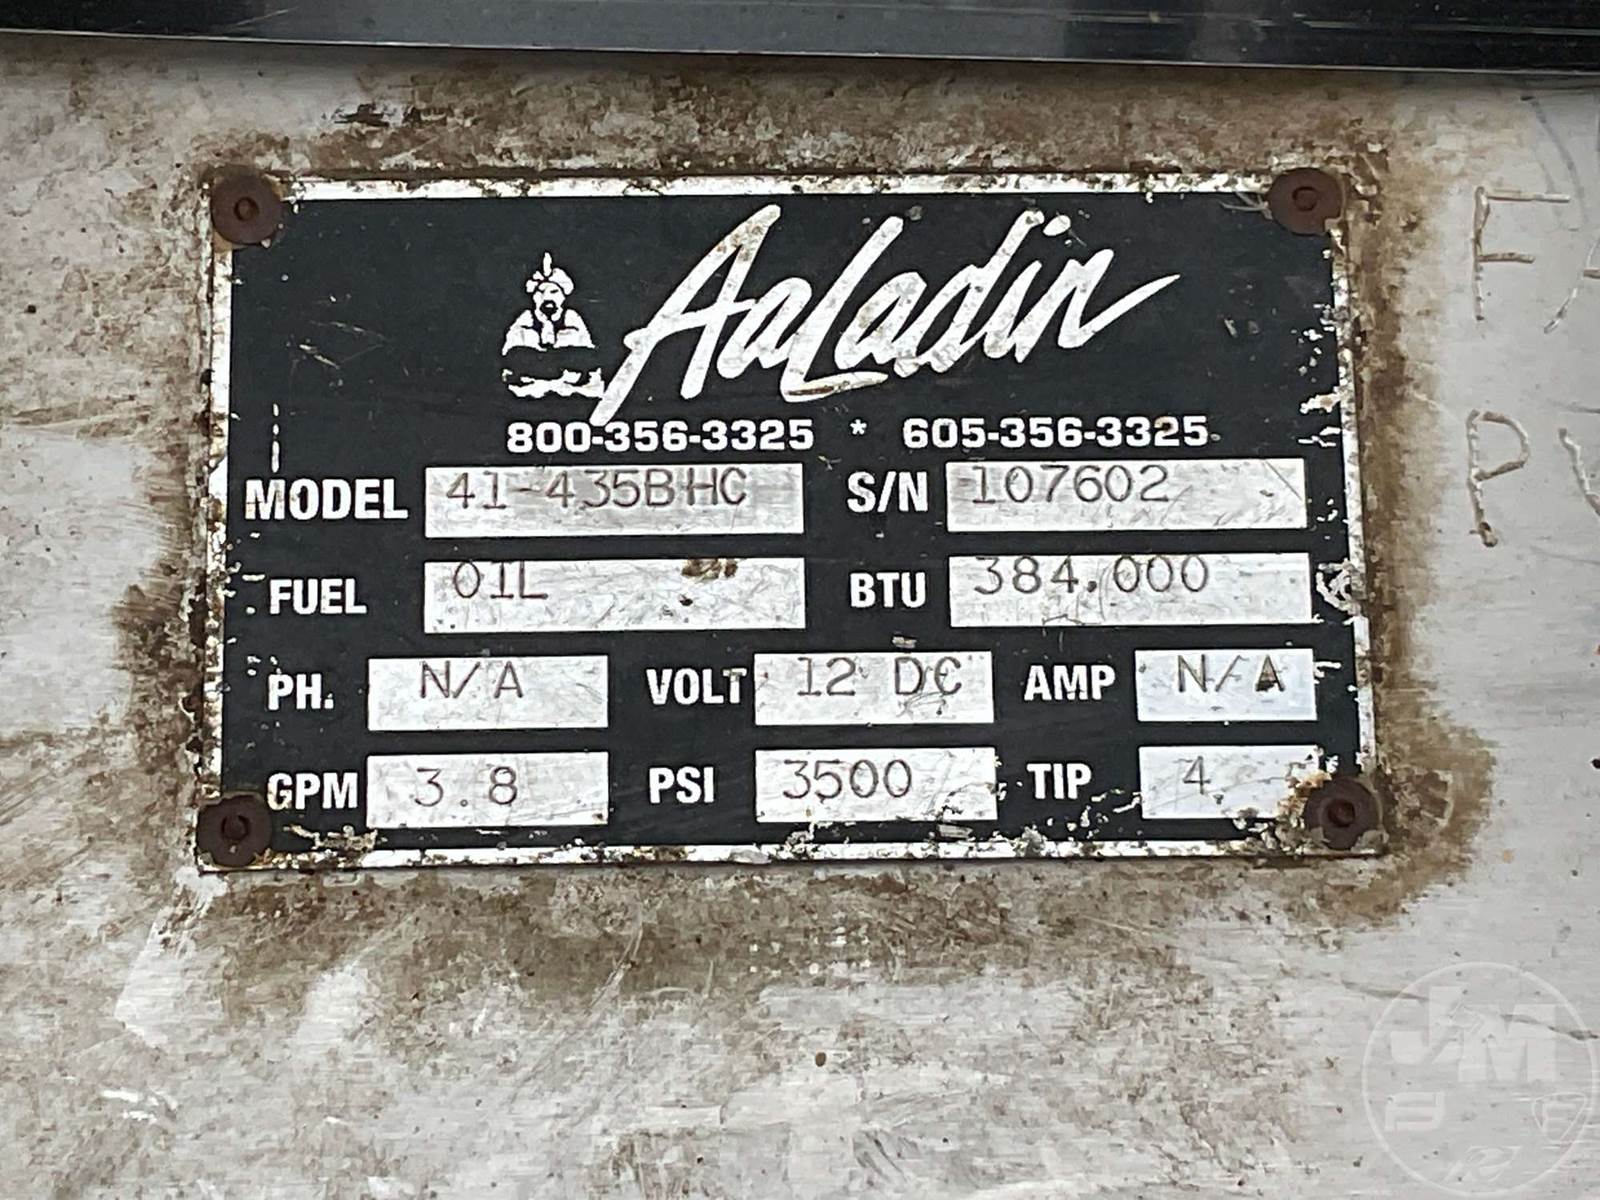 AaLadin
800-356-3325 * 605-356-3325
MODEL 41-435BHC S/N 107602
FUEL OIL BTU 384,000
PH. N/A VOLT 12 DC AMP N/A
GPM 3.8 PSI 3500 TIP 4
JM